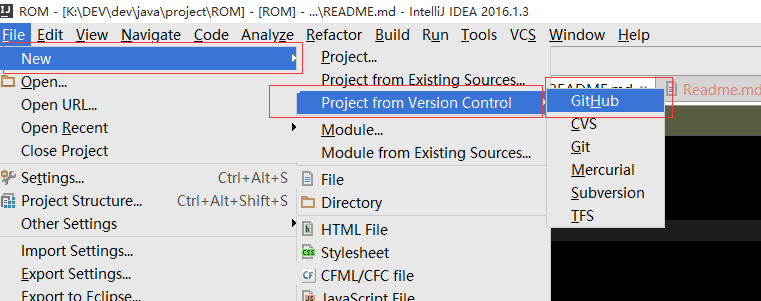 ROM - [K:\DEV\dev\java\project\ROM] - [ROM] - ...\README.md - IntelliJ IDEA 2016.1.3
File Edit View Navigate Code Analyze Refactor Build Run Tools VCS Window Help
New
Open...
Open URL...
Open Recent
Close Project
Settings... Ctrl+Alt+S
Project Structure... Ctrl+Alt+Shift+S
Other Settings
Import Settings...
Export Settings...
Export to Eclipse...
Project...
Project from Existing Sources...
Project from Version Control
Module...
Module from Existing Sources...
File
Directory
HTML File
Stylesheet
CFML/CFC file
JavaScript File
README.md
Readme.md
GitHub
CVS
Git
Mercurial
Subversion
TFS